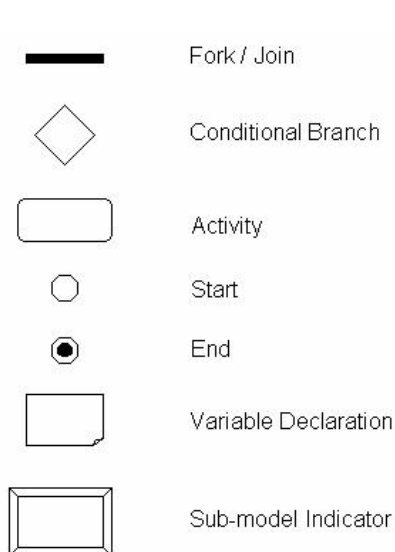 Fork / Join
Conditional Branch
Activity
Start
End
Variable Declaration
Sub-model Indicator